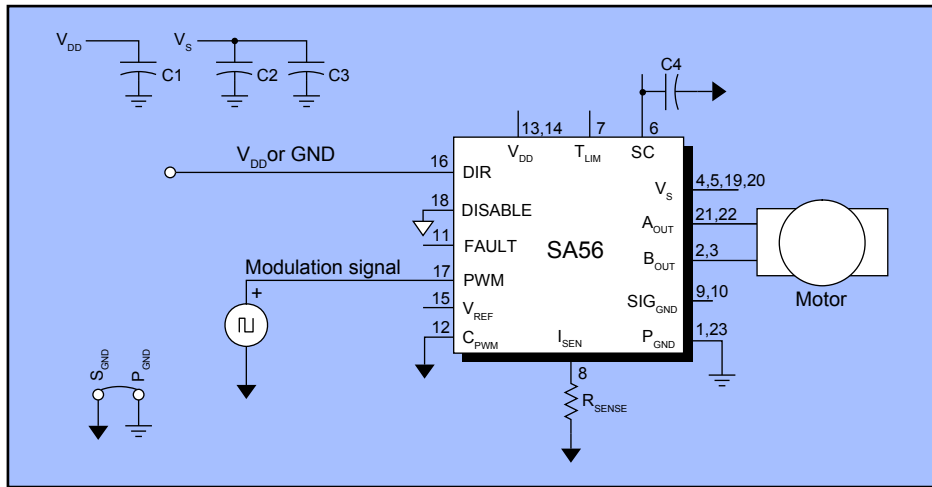 VDD
C1
VS
C2
C3
C4
13,14
7
6
VDD or GND
16
DIR
VDD
TLIM
SC
VS
4,5,19,20
18
DISABLE
AOUT
21,22
11
FAULT
SA56
BOUT
2,3
Modulation signal
17
PWM
+
15
VREF
SIGGND
9,10
Motor
12
CPWM
ISEN
PGND
1,23
8
RSENSE
SGND
PGND